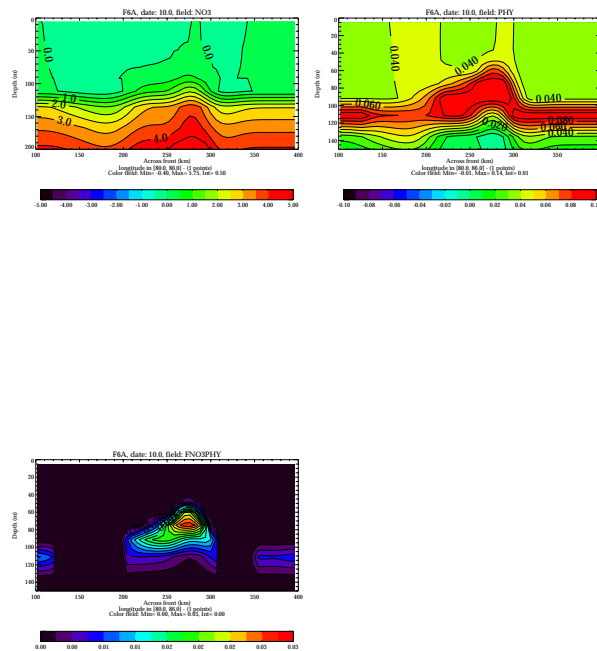 F6A, date: 10.0, field: NO3
0
50
100
150
200
Depth (m)
0.0
0.0
1.0
2.0
3.0
4.0
100 150 200 250 300 350 400
Across front (km)
longitude in [80.0, 86.0] - (1 points)
Color field: Min= -0.40, Max= 5.75, Int= 0.50
-5.00 -4.00 -3.00 -2.00 -1.00 0.00 1.00 2.00 3.00 4.00 5.00
F6A, date: 10.0, field: PHY
0
20
40
60
80
100
120
140
Depth (m)
0.040
0.040
0.040
0.060
0.080
0.020
100 150 200 250 300 350 400
Across front (km)
longitude in [80.0, 86.0] - (1 points)
Color field: Min= -0.01, Max= 0.14, Int= 0.01
-0.10 -0.08 -0.06 -0.04 -0.02 0.00 0.02 0.04 0.06 0.08
F6A, date: 10.0, field: FNO3PHY
0
20
40
60
80
100
120
140
Depth (m)
100 150 200 250 300 350 400
Across front (km)
longitude in [80.0, 86.0] - (1 points)
Color field: Min= 0.00, Max= 0.03, Int= 0.00
0.00 0.00 0.01 0.01 0.01 0.01 0.02 0.02 0.03 0.03 0.03